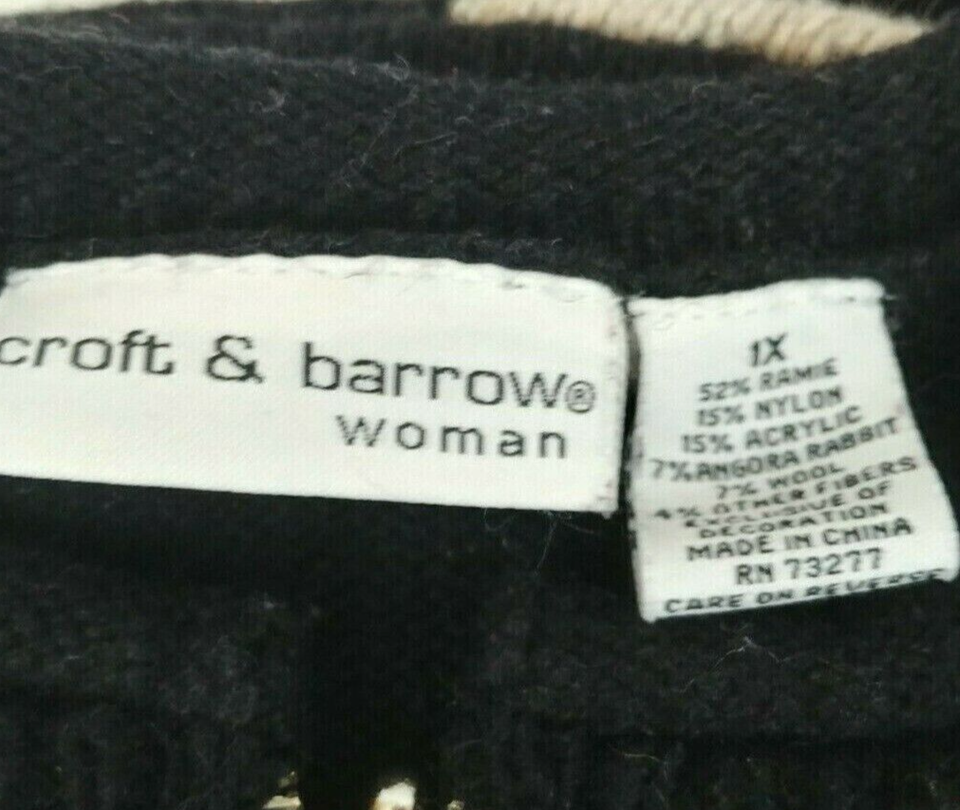 croft & barrow®
woman
1X
52% RAMIE
15% NYLON
15% ACRYLIC
7% ANGORA RABBIT
7% WOOL
4% OTHER FIBERS
EXCLUSIVE OF
DECORATION
MADE IN CHINA
RN 73277
CARE ON REVERSE